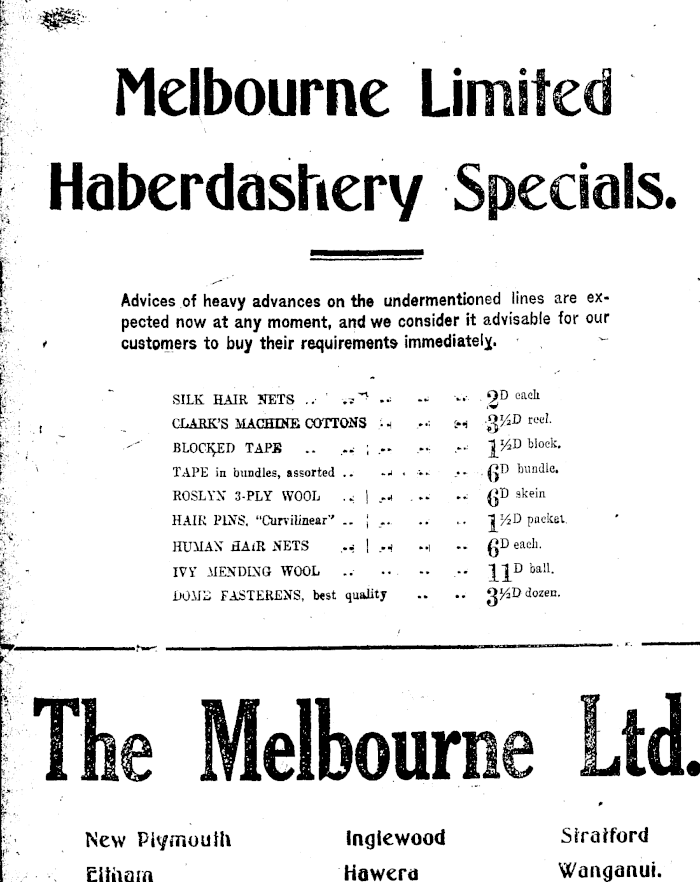 Melbourne Limited
Haberdashery Specials.
Advices of heavy advances on the undermentioned lines are ex-
pected now at any moment, and we consider it advisable for our
customers to buy their requirements immediately.
SILK HAIR NETS .. .. .. .. .. 2D each
CLARK'S MACHINE COTTONS .. .. .. 3½D reel.
BLOCKED TAPE .. .. .. .. .. 1½D block.
TAPE in bundles, assorted .. .. .. .. 6D bundle.
ROSLYN 3-PLY WOOL .. .. .. .. 6D skein
HAIR PINS, "Curvilinear" .. .. .. .. 1½D packet
HUMAN HAIR NETS .. .. .. .. 6D each.
IVY MENDING WOOL .. .. .. .. 11D ball.
DOME FASTERENS, best quality .. .. 3½D dozen.
The Melbourne Ltd.
New Plymouth Inglewood Stratford
Eltham Hawera Wanganui.